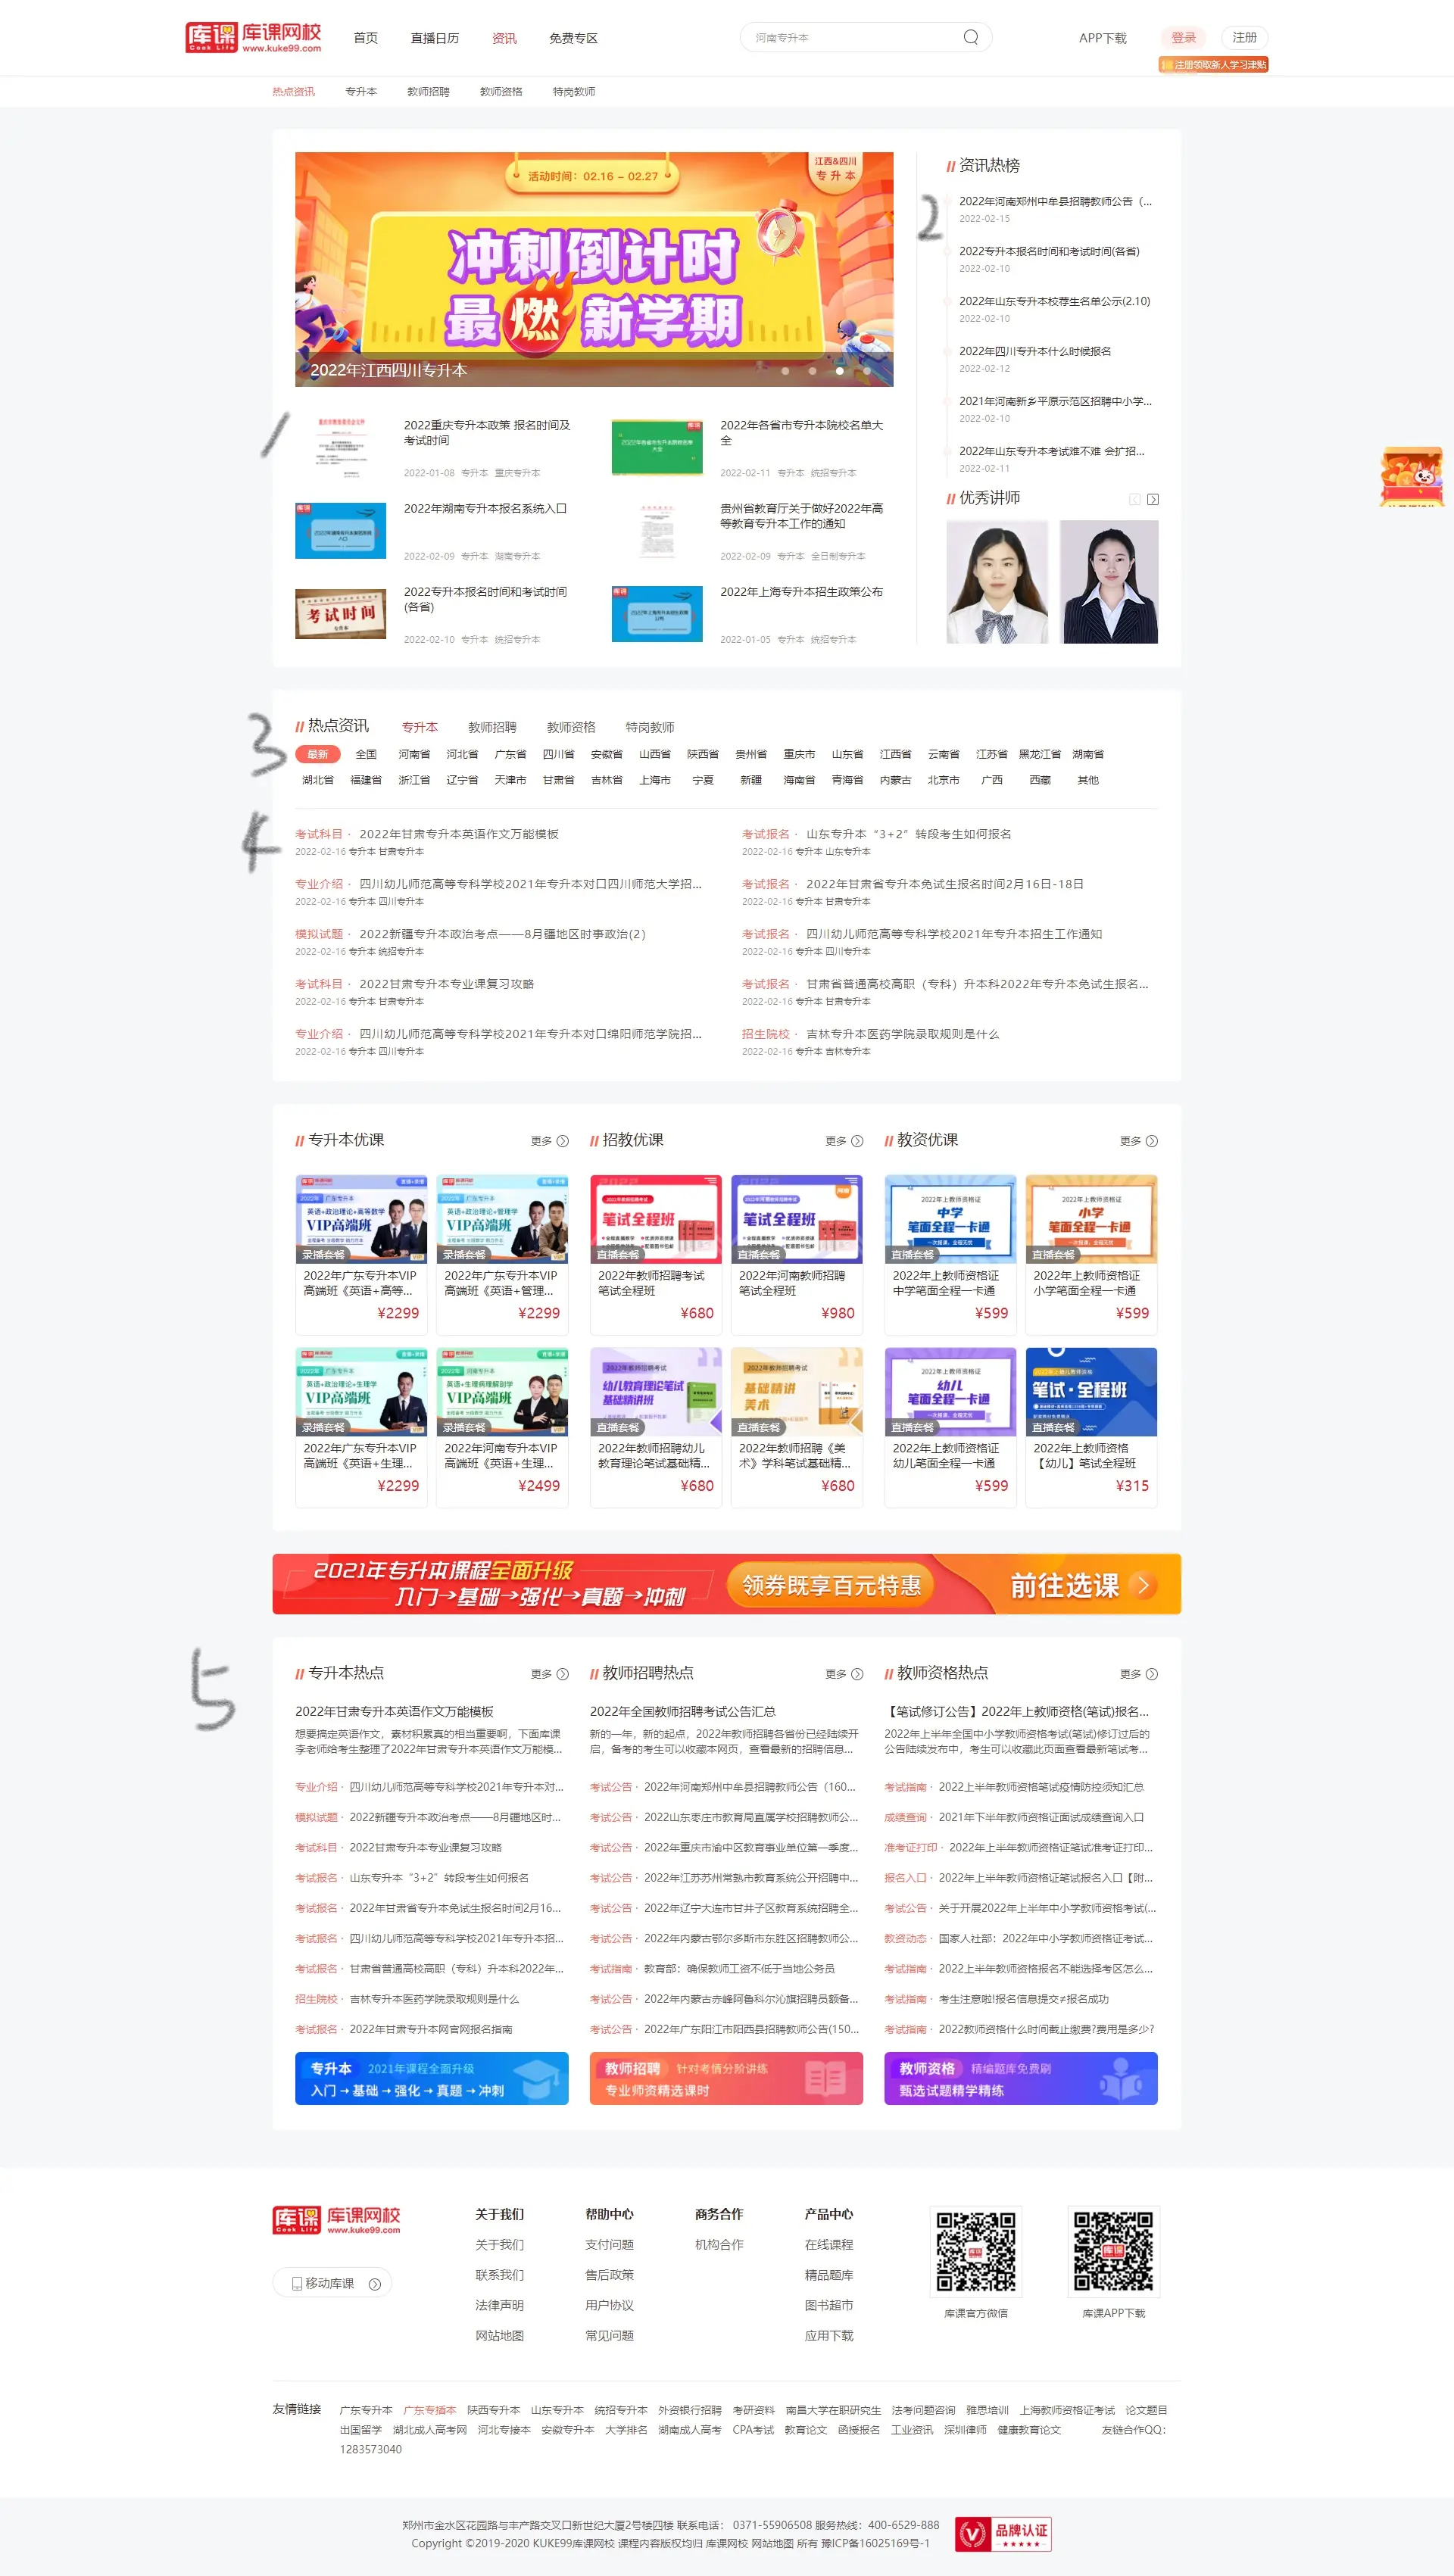 库课 库课网校
Cook Life www.kuke99.com
首页 直播日历 资讯 免费专区
河南专升本
APP下载 登录 注册
注册领取新人学习津贴
热点资讯 专升本 教师招聘 教师资格 特岗教师
活动时间：02.16 – 02.27
江西&四川
专升本
冲刺倒计时
最燃新学期
2022年江西四川专升本
1
2022重庆专升本政策 报名时间及
考试时间
2022-01-08 专升本 重庆专升本
2022年各省市专升本院校名单大
全
2022-02-11 专升本 统招专升本
2022年湖南专升本报名系统入口
2022-02-09 专升本 湖南专升本
贵州省教育厅关于做好2022年高
等教育专升本工作的通知
2022-02-09 专升本 全日制专升本
考试时间
2022专升本报名时间和考试时间
(各省)
2022-02-10 专升本 统招专升本
2022年上海专升本招生政策公布
2022-01-05 专升本 统招专升本
2
资讯热榜
2022年河南郑州中牟县招聘教师公告（...
2022-02-15
2022专升本报名时间和考试时间(各省)
2022-02-10
2022年山东专升本校荐生名单公示(2.10)
2022-02-10
2022年四川专升本什么时候报名
2022-02-12
2021年河南新乡平原示范区招聘中小学...
2022-02-10
2022年山东专升本考试难不难 会扩招...
2022-02-11
优秀讲师
3
热点资讯 专升本 教师招聘 教师资格 特岗教师
最新 全国 河南省 河北省 广东省 四川省 安徽省 山西省 陕西省 贵州省 重庆市 山东省 江西省 云南省 江苏省 黑龙江省 湖南省
湖北省 福建省 浙江省 辽宁省 天津市 甘肃省 吉林省 上海市 宁夏 新疆 海南省 青海省 内蒙古 北京市 广西 西藏 其他
4
考试科目 · 2022年甘肃专升本英语作文万能模板
2022-02-16 专升本 甘肃专升本
考试报名 · 山东专升本“3+2”转段考生如何报名
2022-02-16 专升本 山东专升本
专业介绍 · 四川幼儿师范高等专科学校2021年专升本对口四川师范大学招...
2022-02-16 专升本 四川专升本
考试报名 · 2022年甘肃省专升本免试生报名时间2月16日-18日
2022-02-16 专升本 甘肃专升本
模拟试题 · 2022新疆专升本政治考点——8月疆地区时事政治(2)
2022-02-16 专升本 统招专升本
考试报名 · 四川幼儿师范高等专科学校2021年专升本招生工作通知
2022-02-16 专升本 四川专升本
考试科目 · 2022甘肃专升本专业课复习攻略
2022-02-16 专升本 甘肃专升本
考试报名 · 甘肃省普通高校高职（专科）升本科2022年专升本免试生报名...
2022-02-16 专升本 甘肃专升本
专业介绍 · 四川幼儿师范高等专科学校2021年专升本对口绵阳师范学院招...
2022-02-16 专升本 四川专升本
招生院校 · 吉林专升本医药学院录取规则是什么
2022-02-16 专升本 吉林专升本
专升本优课 更多
招教优课 更多
教资优课 更多
英语+政治理论+高等数学
VIP高端班
录播套餐
2022年广东专升本VIP
高端班《英语+高等...
¥2299
英语+政治理论+管理学
VIP高端班
录播套餐
2022年广东专升本VIP
高端班《英语+管理...
¥2299
笔试全程班
直播套餐
2022年教师招聘考试
笔试全程班
¥680
笔试全程班
直播套餐
2022年河南教师招聘
笔试全程班
¥980
2022年上教师资格证
中学
笔面全程一卡通
直播套餐
2022年上教师资格证
中学笔面全程一卡通
¥599
2022年上教师资格证
小学
笔面全程一卡通
直播套餐
2022年上教师资格证
小学笔面全程一卡通
¥599
英语+政治理论+生理学
VIP高端班
录播套餐
2022年广东专升本VIP
高端班《英语+生理...
¥2299
英语+生理病理解剖学
VIP高端班
录播套餐
2022年河南专升本VIP
高端班《英语+生理...
¥2499
2022年教师招聘考试
幼儿教育理论笔试
基础精讲班
直播套餐
2022年教师招聘幼儿
教育理论笔试基础精...
¥680
2022年教师招聘考试
基础精讲
美术
直播套餐
2022年教师招聘《美
术》学科笔试基础精...
¥680
2022年上教师资格证
幼儿
笔面全程一卡通
直播套餐
2022年上教师资格证
幼儿笔面全程一卡通
¥599
笔试·全程班
直播套餐
2022年上教师资格
【幼儿】笔试全程班
¥315
2021年专升本课程全面升级
入门→基础→强化→真题→冲刺
领券既享百元特惠
前往选课
5
专升本热点 更多
2022年甘肃专升本英语作文万能模板
想要搞定英语作文，素材积累真的相当重要啊，下面库课
李老师给考生整理了2022年甘肃专升本英语作文万能模...
专业介绍 · 四川幼儿师范高等专科学校2021年专升本对...
模拟试题 · 2022新疆专升本政治考点——8月疆地区时...
考试科目 · 2022甘肃专升本专业课复习攻略
考试报名 · 山东专升本“3+2”转段考生如何报名
考试报名 · 2022年甘肃省专升本免试生报名时间2月16...
考试报名 · 四川幼儿师范高等专科学校2021年专升本招...
考试报名 · 甘肃省普通高校高职（专科）升本科2022年...
招生院校 · 吉林专升本医药学院录取规则是什么
考试报名 · 2022年甘肃专升本网官网报名指南
专升本 2021年课程全面升级
入门→基础→强化→真题→冲刺
教师招聘热点 更多
2022年全国教师招聘考试公告汇总
新的一年，新的起点，2022年教师招聘各省份已经陆续开
启，备考的考生可以收藏本网页，查看最新的招聘信息...
考试公告 · 2022年河南郑州中牟县招聘教师公告（160...
考试公告 · 2022山东枣庄市教育局直属学校招聘教师公...
考试公告 · 2022年重庆市渝中区教育事业单位第一季度...
考试公告 · 2022年江苏苏州常熟市教育系统公开招聘中...
考试公告 · 2022年辽宁大连市甘井子区教育系统招聘全...
考试公告 · 2022年内蒙古鄂尔多斯市东胜区招聘教师公...
考试指南 · 教育部：确保教师工资不低于当地公务员
考试公告 · 2022年内蒙古赤峰阿鲁科尔沁旗招聘员额备...
考试公告 · 2022年广东阳江市阳西县招聘教师公告(150...
教师招聘 针对考情分阶讲练
专业师资精选课时
教师资格热点 更多
【笔试修订公告】2022年上教师资格(笔试)报名...
2022年上半年全国中小学教师资格考试(笔试)修订过后的
公告陆续发布中，考生可以收藏此页面查看最新笔试考...
考试指南 · 2022上半年教师资格笔试疫情防控须知汇总
成绩查询 · 2021年下半年教师资格证面试成绩查询入口
准考证打印 · 2022年上半年教师资格证笔试准考证打印...
报名入口 · 2022年上半年教师资格证笔试报名入口【附...
考试公告 · 关于开展2022年上半年中小学教师资格考试(...
教资动态 · 国家人社部：2022年中小学教师资格证考试...
考试指南 · 2022上半年教师资格报名不能选择考区怎么...
考试指南 · 考生注意啦!报名信息提交≠报名成功
考试指南 · 2022教师资格什么时间截止缴费?费用是多少?
教师资格 精编题库免费刷
甄选试题精学精练
库课 库课网校
Cook Life www.kuke99.com
移动库课
关于我们
关于我们
联系我们
法律声明
网站地图
帮助中心
支付问题
售后政策
用户协议
常见问题
商务合作
机构合作
产品中心
在线课程
精品题库
图书超市
应用下载
库课官方微信
库课APP下载
友情链接 广东专升本 广东专插本 陕西专升本 山东专升本 统招专升本 外资银行招聘 考研资料 南昌大学在职研究生 法考问题咨询 雅思培训 上海教师资格证考试 论文题目
出国留学 湖北成人高考网 河北专接本 安徽专升本 大学排名 湖南成人高考 CPA考试 教育论文 函授报名 工业资讯 深圳律师 健康教育论文 友链合作QQ：
1283573040
郑州市金水区花园路与丰产路交叉口新世纪大厦2号楼四楼 联系电话： 0371-55906508 服务热线：400-6529-888
Copyright ©2019-2020 KUKE99库课网校 课程内容版权均归 库课网校 网站地图 所有 豫ICP备16025169号-1
品牌认证